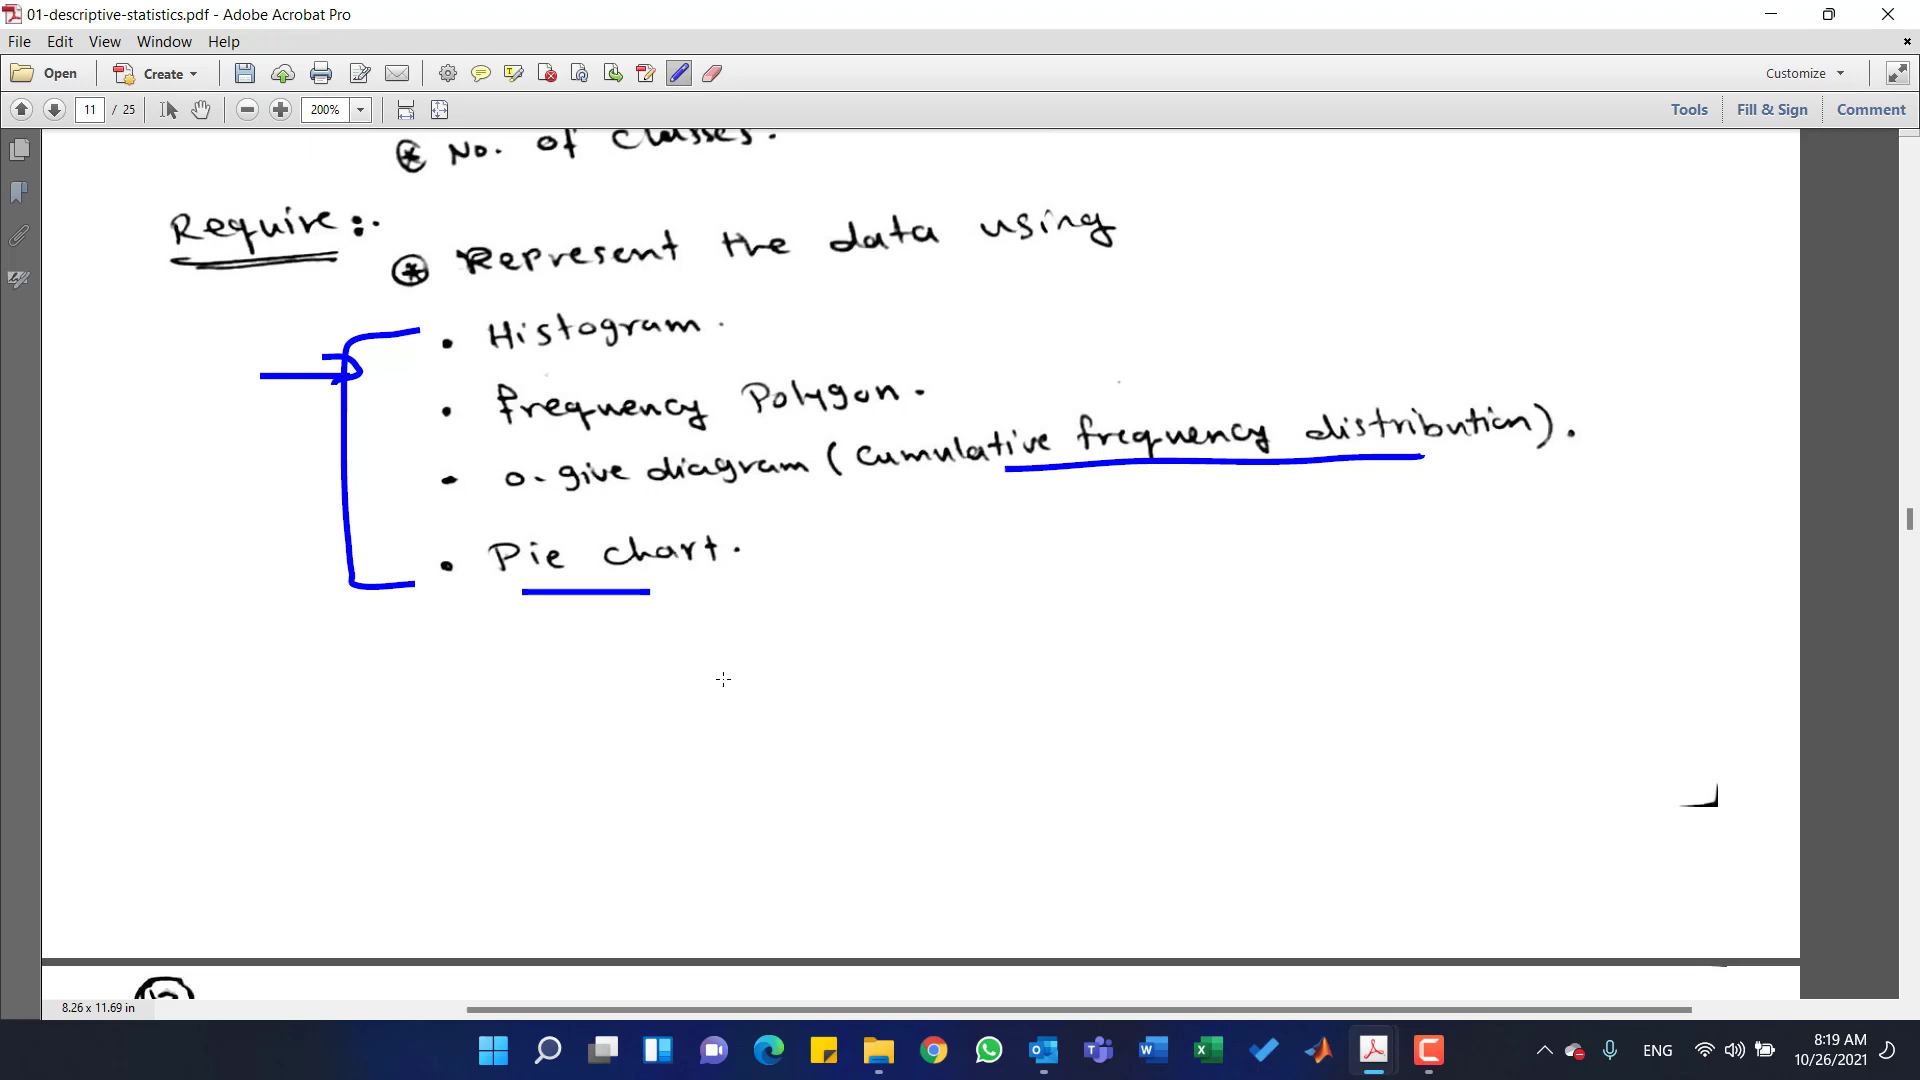 01-descriptive-statistics.pdf - Adobe Acrobat Pro
File Edit View Window Help
Open Create Customize
11 / 25 200% Tools Fill & Sign Comment
No. of Classes.
Require:.
Represent the data using
• Histogram.
• frequency Polygon.
• o-give diagram (cumulative frequency distribution).
• Pie chart.
8.26 x 11.69 in
ENG
8:19 AM
10/26/2021